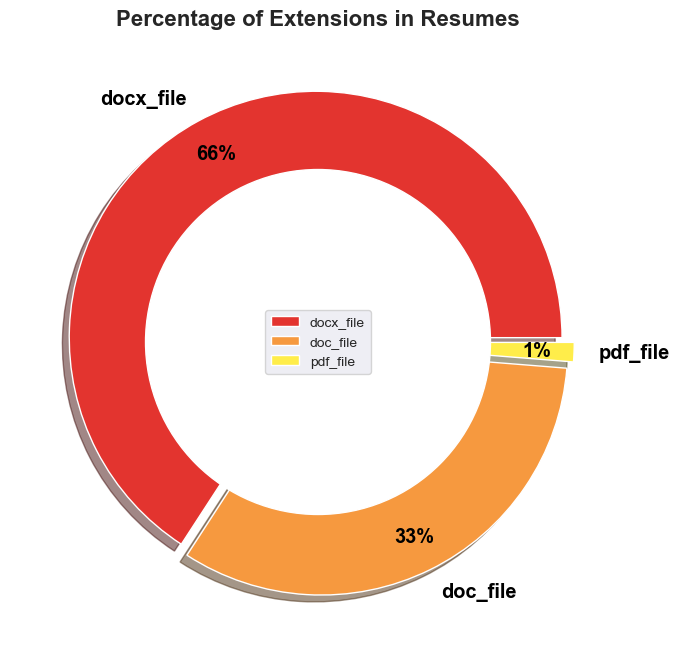 Percentage of Extensions in Resumes
docx_file
66%
docx_file
doc_file
pdf_file
1%
pdf_file
33%
doc_file